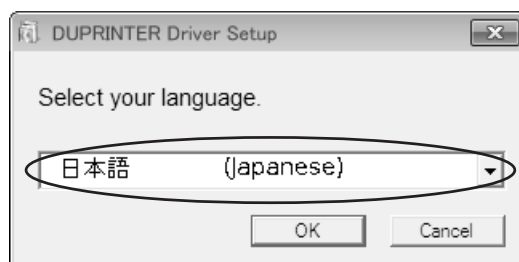 DUPRINTER Driver Setup
Select your language.
日本語 (Japanese)
OK Cancel